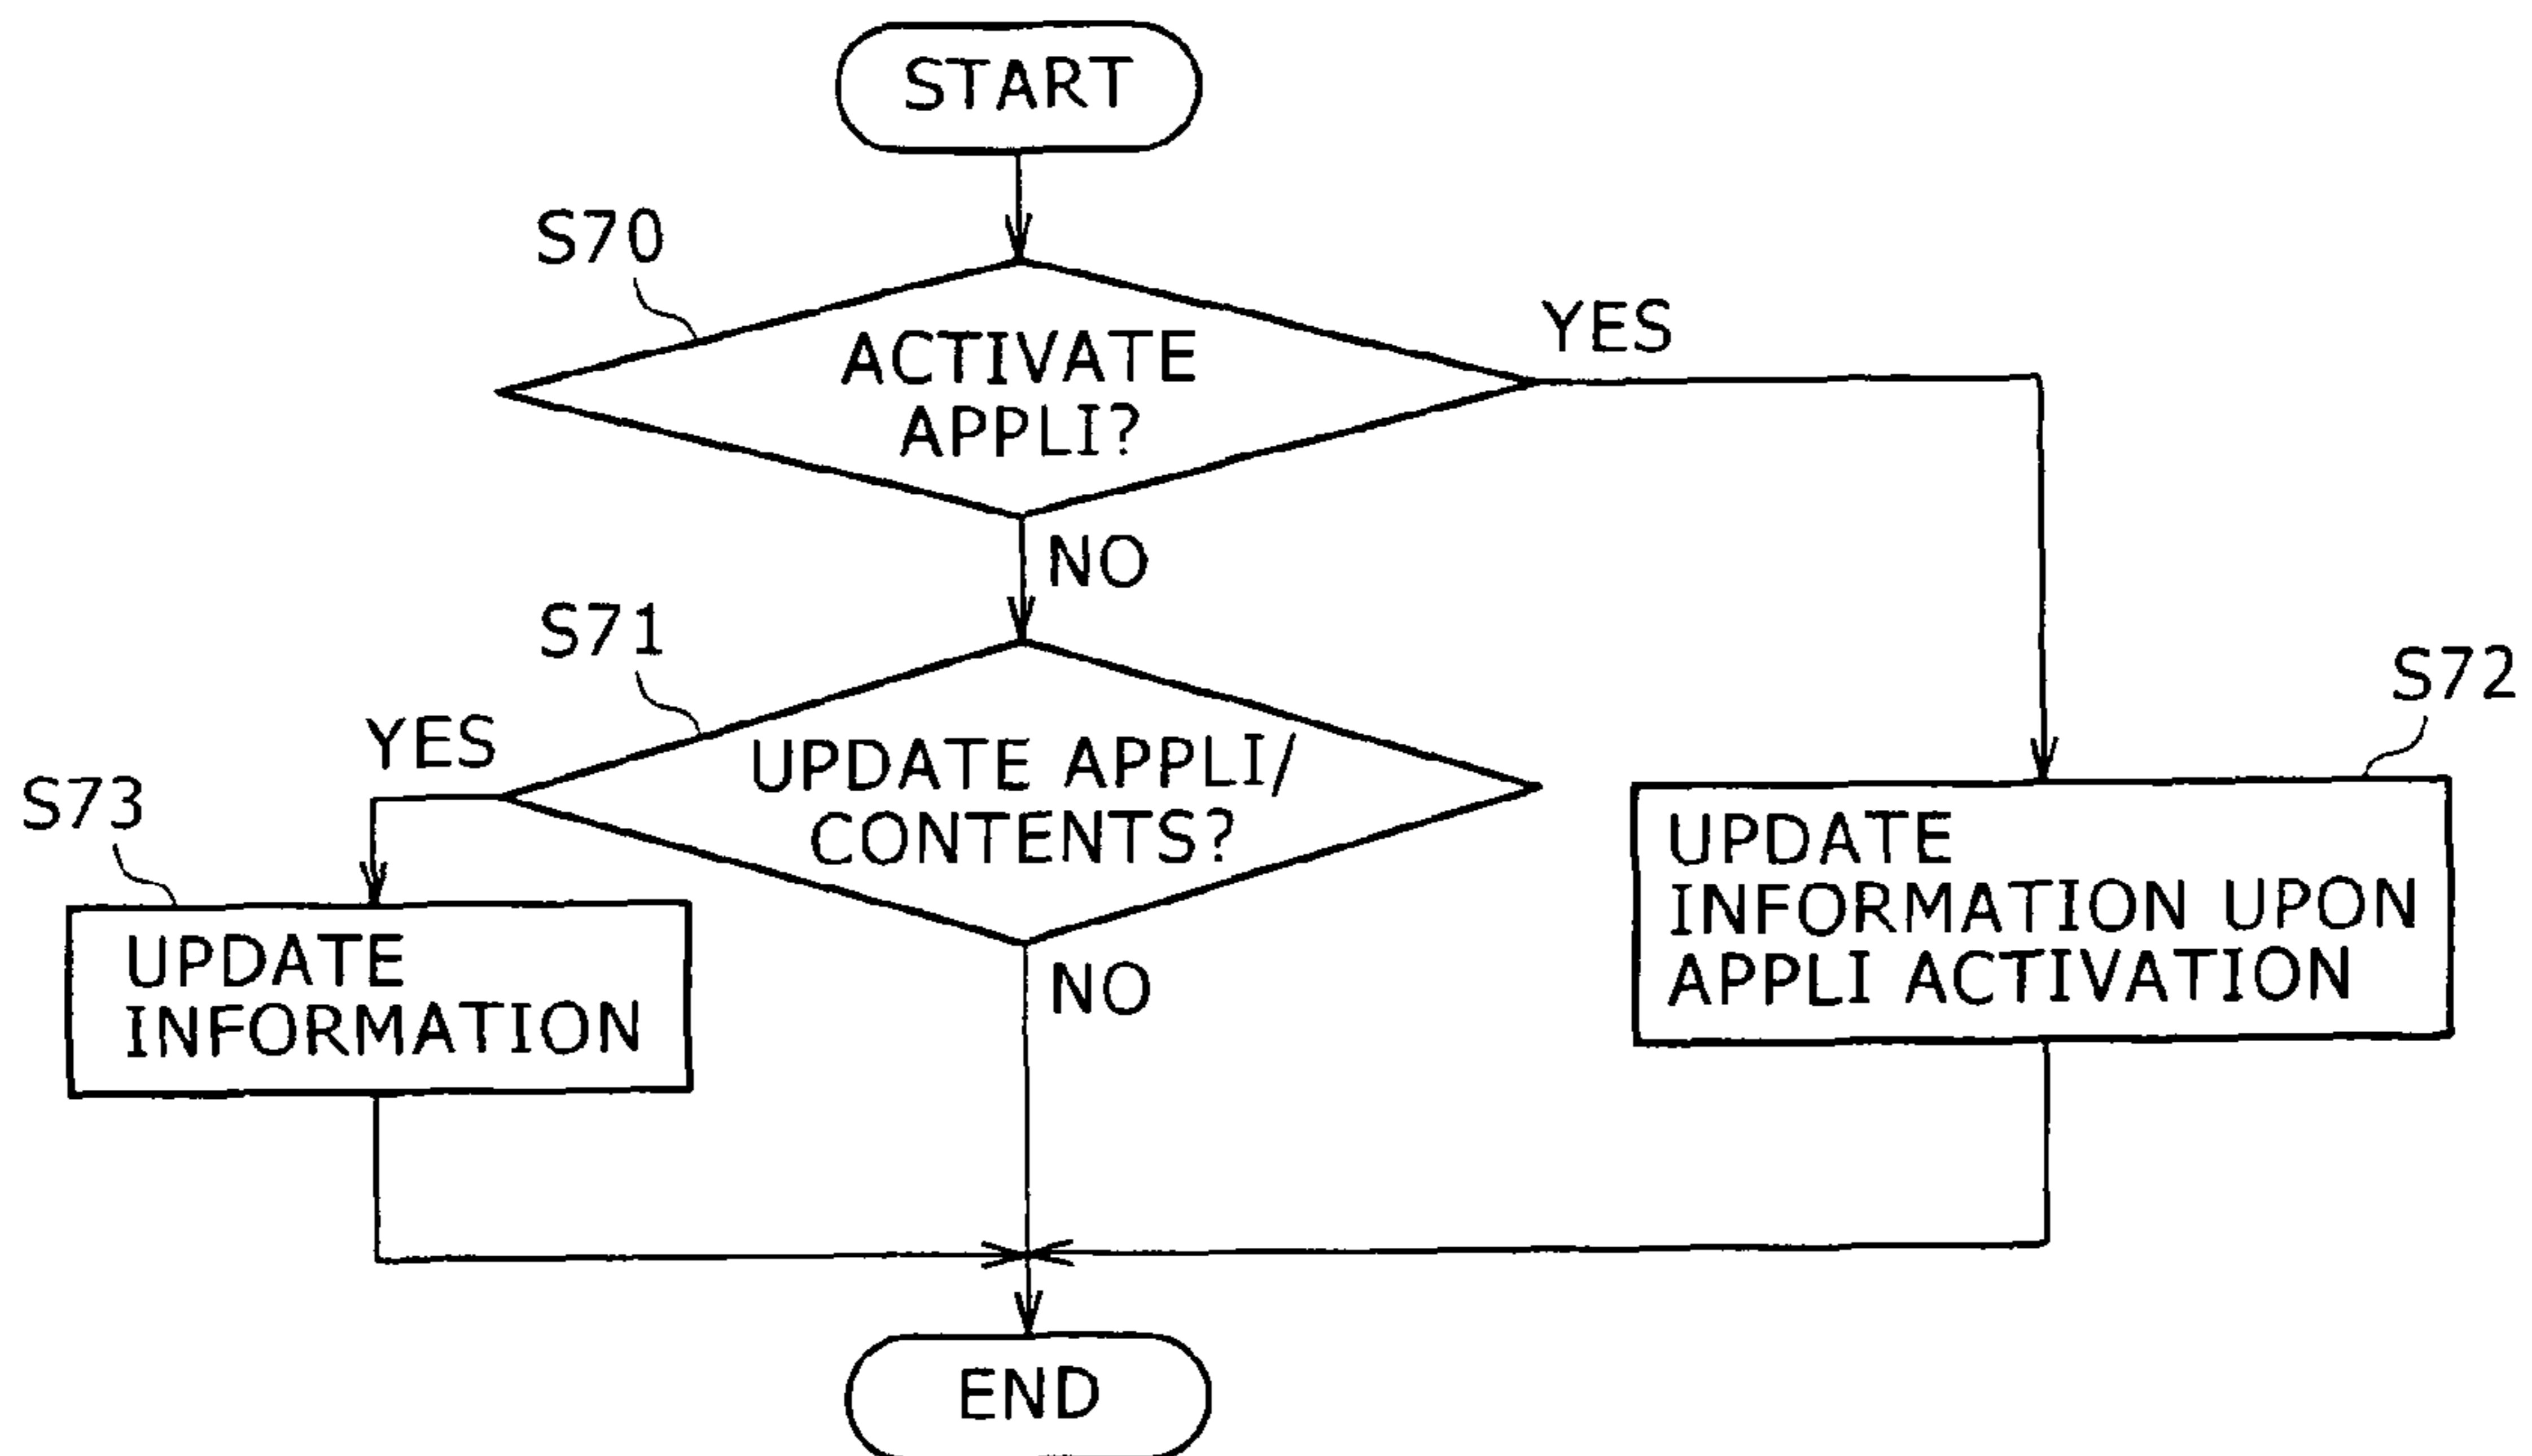 START
S70
ACTIVATE
APPLI?
YES
NO
S71
UPDATE APPLI/
CONTENTS?
YES
S73
UPDATE
INFORMATION
NO
S72
UPDATE
INFORMATION UPON
APPLI ACTIVATION
END